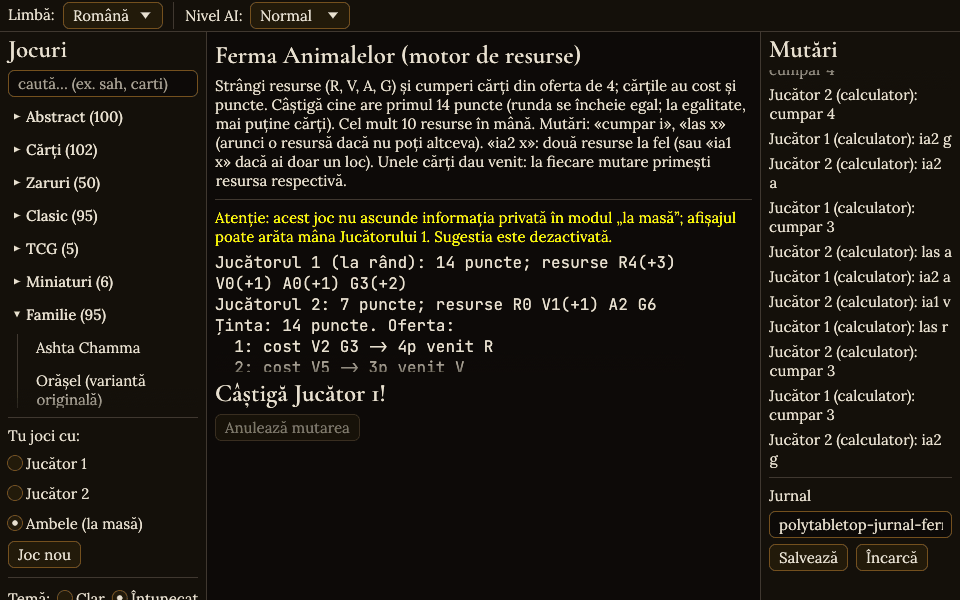 Limbă: Română ▼ Nivel AI: Normal ▼
Jocuri
caută... (ex. sah, carti)
▸ Abstract (100)
▸ Cărți (102)
▸ Zaruri (50)
▸ Clasic (95)
▸ TCG (5)
▸ Miniaturi (6)
▾ Familie (95)
Ashta Chamma
Orășel (variantă
originală)
Tu joci cu:
Jucător 1
Jucător 2
Ambele (la masă)
Joc nou
Temă: Clar Întunecat
Ferma Animalelor (motor de resurse)
Strângi resurse (R, V, A, G) și cumperi cărți din oferta de 4; cărțile au cost și
puncte. Câștigă cine are primul 14 puncte (runda se încheie egal; la egalitate,
mai puține cărți). Cel mult 10 resurse în mână. Mutări: «cumpar i», «las x»
(arunci o resursă dacă nu poți altceva). «ia2 x»: două resurse la fel (sau «ia1
x» dacă ai doar un loc). Unele cărți dau venit: la fiecare mutare primești
resursa respectivă.
Atenție: acest joc nu ascunde informația privată în modul „la masă”; afișajul
poate arăta mâna Jucătorului 1. Sugestia este dezactivată.
Jucătorul 1 (la rând): 14 puncte; resurse R4(+3)
V0(+1) A0(+1) G3(+2)
Jucătorul 2: 7 puncte; resurse R0 V1(+1) A2 G6
Ținta: 14 puncte. Oferta:
1: cost V2 G3 → 4p venit R
2: cost V5 → 3p venit V
Câștigă Jucător 1!
Anulează mutarea
Mutări
cumpar 4
Jucător 2 (calculator):
cumpar 4
Jucător 1 (calculator): ia2 g
Jucător 2 (calculator): ia2
a
Jucător 1 (calculator):
cumpar 3
Jucător 2 (calculator): las a
Jucător 1 (calculator): ia2 a
Jucător 2 (calculator): ia1 v
Jucător 1 (calculator): las r
Jucător 2 (calculator):
cumpar 3
Jucător 1 (calculator):
cumpar 3
Jucător 2 (calculator): ia2
g
Jurnal
polytabletop-jurnal-fer
Salvează Încarcă